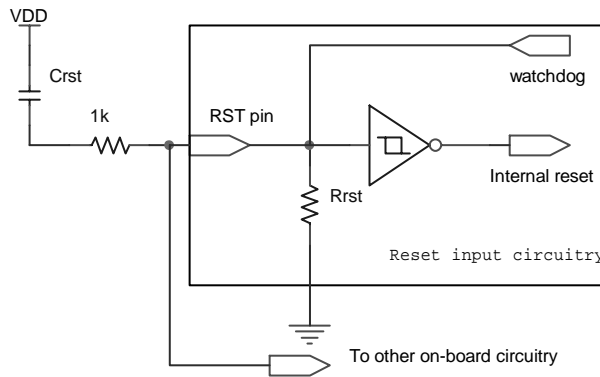 VDD
Crst
1k
RST pin
watchdog
Internal reset
Rrst
Reset input circuitry
To other on-board circuitry